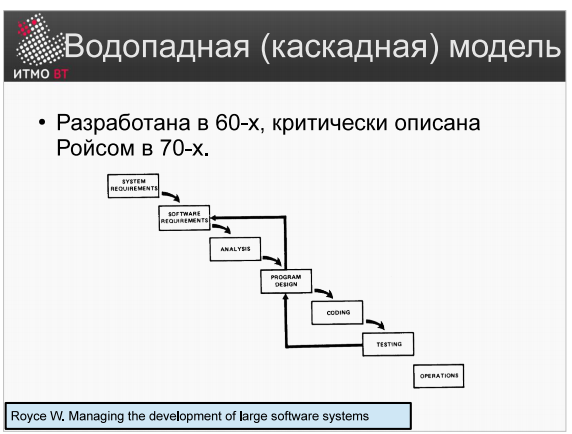 Водопадная (каскадная) модель
ИТМО ВТ
• Разработана в 60-х, критически описана
Ройсом в 70-х.
SYSTEM
REQUIREMENTS
SOFTWARE
REQUIREMENTS
ANALYSIS
PROGRAM
DESIGN
CODING
TESTING
OPERATIONS
Royce W. Managing the development of large software systems